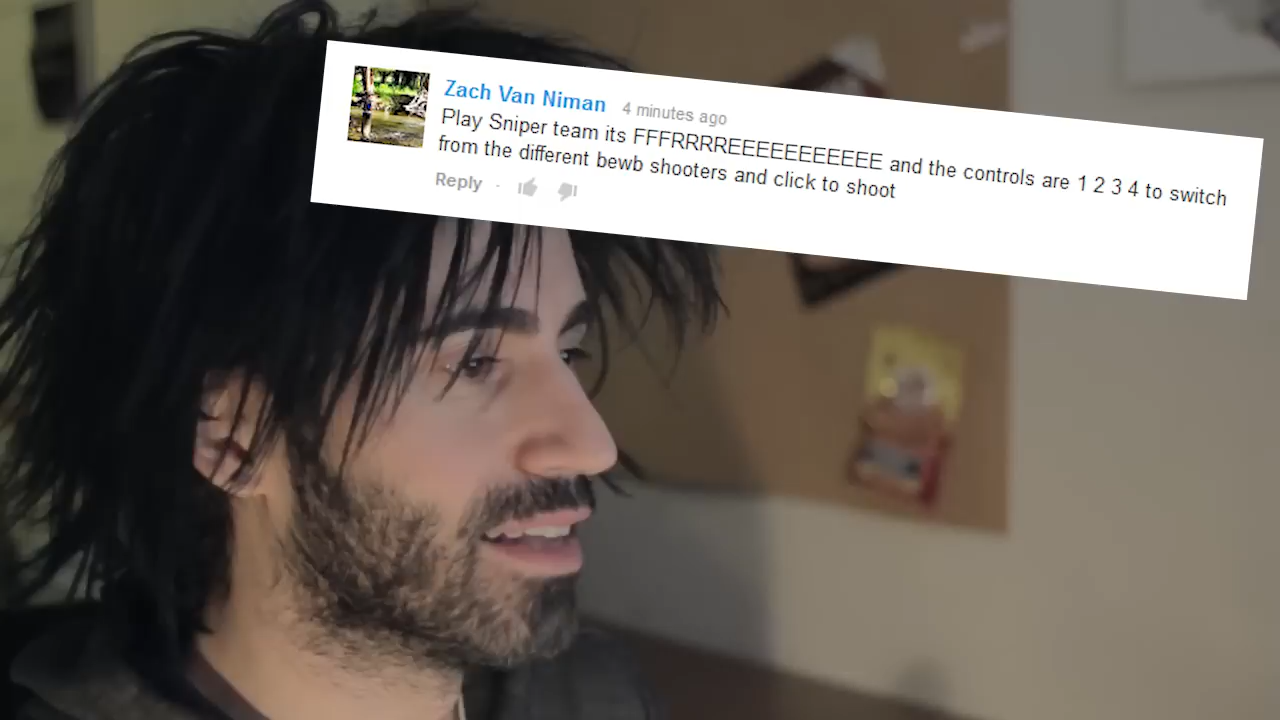 Zach Van Niman 4 minutes ago
Play Sniper team its FFFRRRREEEEEEEEEEE and the controls are 1 2 3 4 to switch
from the different bewb shooters and click to shoot
Reply ·